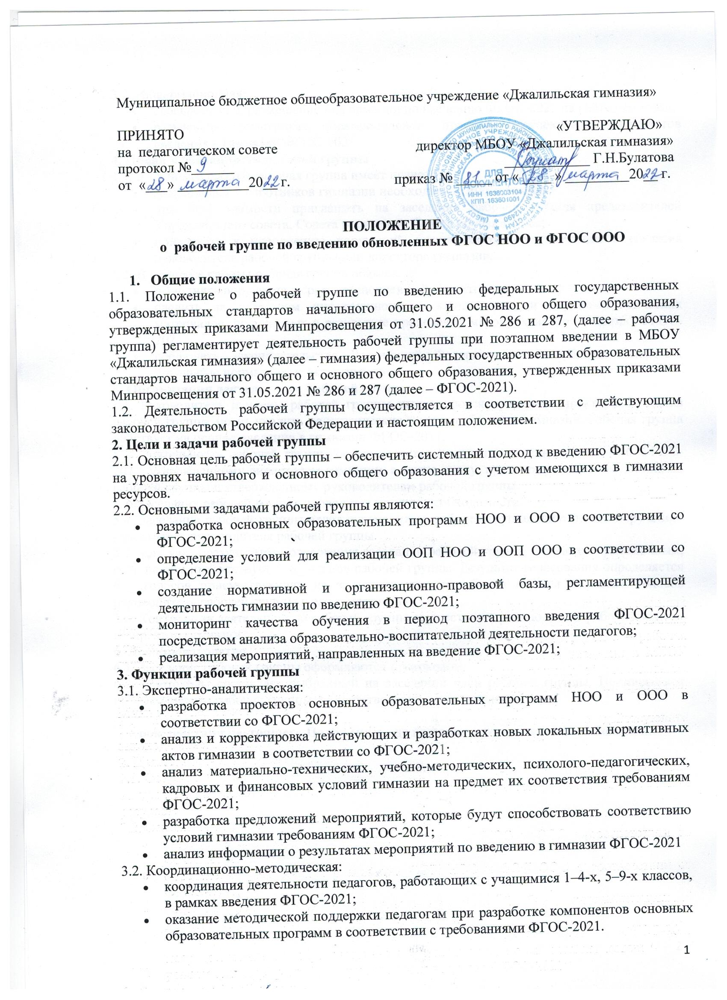 Муниципальное бюджетное общеобразовательное учреждение «Джалильская гимназия»
ПРИНЯТО
на педагогическом совете
протокол № 9
от «28» марта 2022 г.
«УТВЕРЖДАЮ»
директор МБОУ «Джалильская гимназия»
Г.Н.Булатова
приказ № 81 от « 28 » марта 2022 г.
ДЛЯ
ДОКУМЕНТОВ
ИНН 1636003104
КПП 163601001
ПОЛОЖЕНИЕ
о рабочей группе по введению обновленных ФГОС НОО и ФГОС ООО
1. Общие положения
1.1. Положение о рабочей группе по введению федеральных государственных
образовательных стандартов начального общего и основного общего образования,
утвержденных приказами Минпросвещения от 31.05.2021 № 286 и 287, (далее – рабочая
группа) регламентирует деятельность рабочей группы при поэтапном введении в МБОУ
«Джалильская гимназия» (далее – гимназия) федеральных государственных образовательных
стандартов начального общего и основного общего образования, утвержденных приказами
Минпросвещения от 31.05.2021 № 286 и 287 (далее – ФГОС-2021).
1.2. Деятельность рабочей группы осуществляется в соответствии с действующим
законодательством Российской Федерации и настоящим положением.
2. Цели и задачи рабочей группы
2.1. Основная цель рабочей группы – обеспечить системный подход к введению ФГОС-2021
на уровнях начального и основного общего образования с учетом имеющихся в гимназии
ресурсов.
2.2. Основными задачами рабочей группы являются:
• разработка основных образовательных программ НОО и ООО в соответствии со
ФГОС-2021;
• определение условий для реализации ООП НОО и ООП ООО в соответствии со
ФГОС-2021;
• создание нормативной и организационно-правовой базы, регламентирующей
деятельность гимназии по введению ФГОС-2021;
• мониторинг качества обучения в период поэтапного введения ФГОС-2021
посредством анализа образовательно-воспитательной деятельности педагогов;
• реализация мероприятий, направленных на введение ФГОС-2021;
3. Функции рабочей группы
3.1. Экспертно-аналитическая:
• разработка проектов основных образовательных программ НОО и ООО в
соответствии со ФГОС-2021;
• анализ и корректировка действующих и разработках новых локальных нормативных
актов гимназии в соответствии со ФГОС-2021;
• анализ материально-технических, учебно-методических, психолого-педагогических,
кадровых и финансовых условий гимназии на предмет их соответствия требованиям
ФГОС-2021;
• разработка предложений мероприятий, которые будут способствовать соответствию
условий гимназии требованиям ФГОС-2021;
• анализ информации о результатах мероприятий по введению в гимназии ФГОС-2021
3.2. Координационно-методическая:
• координация деятельности педагогов, работающих с учащимися 1–4-х, 5–9-х классов,
в рамках введения ФГОС-2021;
• оказание методической поддержки педагогам при разработке компонентов основных
образовательных программ в соответствии с требованиями ФГОС-2021.
1